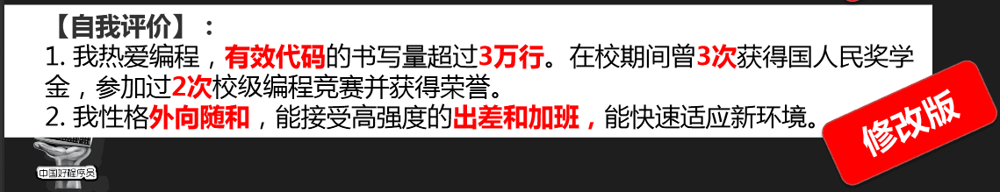 【自我评价】：
1. 我热爱编程，有效代码的书写量超过3万行。在校期间曾3次获得国人民奖学
金，参加过2次校级编程竞赛并获得荣誉。
2. 我性格外向随和，能接受高强度的出差和加班，能快速适应新环境。
修改版
中国好程序员